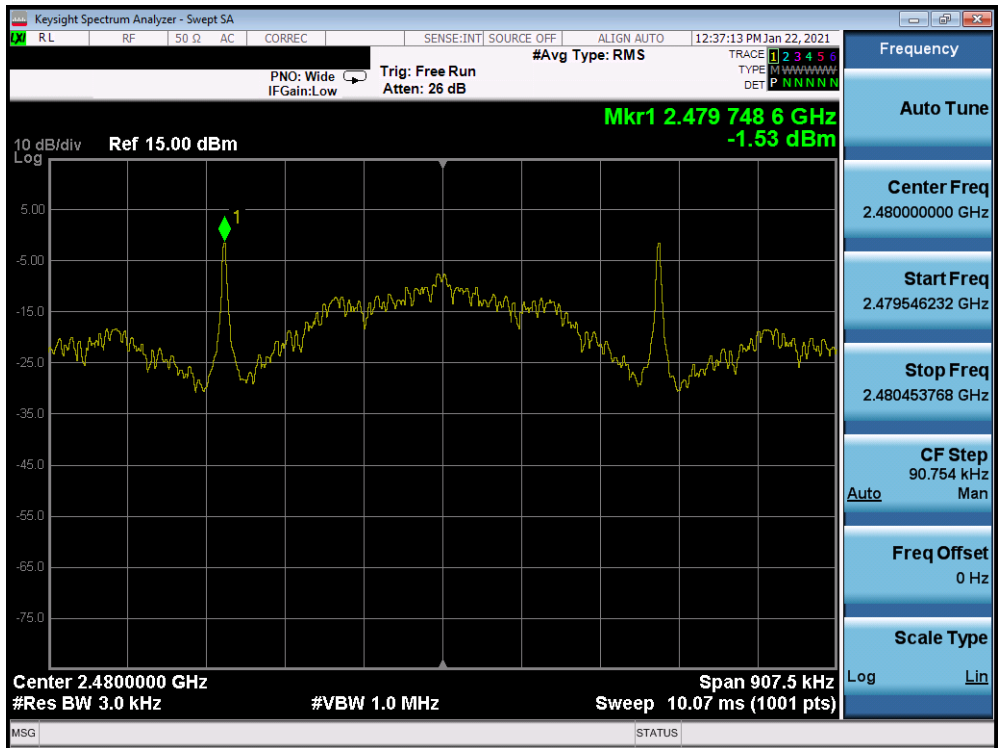 Keysight Spectrum Analyzer - Swept SA
LXI RL RF 50 Ω AC CORREC SENSE:INT SOURCE OFF ALIGN AUTO 12:37:13 PM Jan 22, 2021
#Avg Type: RMS TRACE 1 2 3 4 5 6
PNO: Wide Trig: Free Run TYPE M WWWWW
IFGain:Low Atten: 26 dB DET P N N N N N
Mkr1 2.479 748 6 GHz
-1.53 dBm
10 dB/div Ref 15.00 dBm
Log
1
5.00
-5.00
-15.0
-25.0
-35.0
-45.0
-55.0
-65.0
-75.0
Center 2.4800000 GHz Span 907.5 kHz
#Res BW 3.0 kHz #VBW 1.0 MHz Sweep 10.07 ms (1001 pts)
MSG STATUS
Frequency
Auto Tune
Center Freq
2.480000000 GHz
Start Freq
2.479546232 GHz
Stop Freq
2.480453768 GHz
CF Step
90.754 kHz
Auto Man
Freq Offset
0 Hz
Scale Type
Log Lin